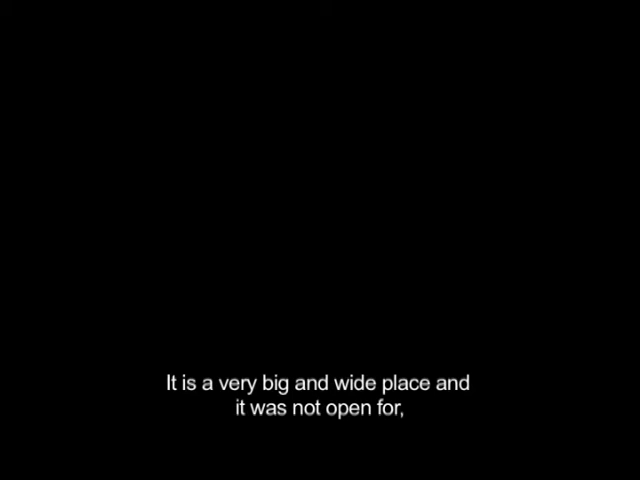 It is a very big and wide place and
it was not open for,